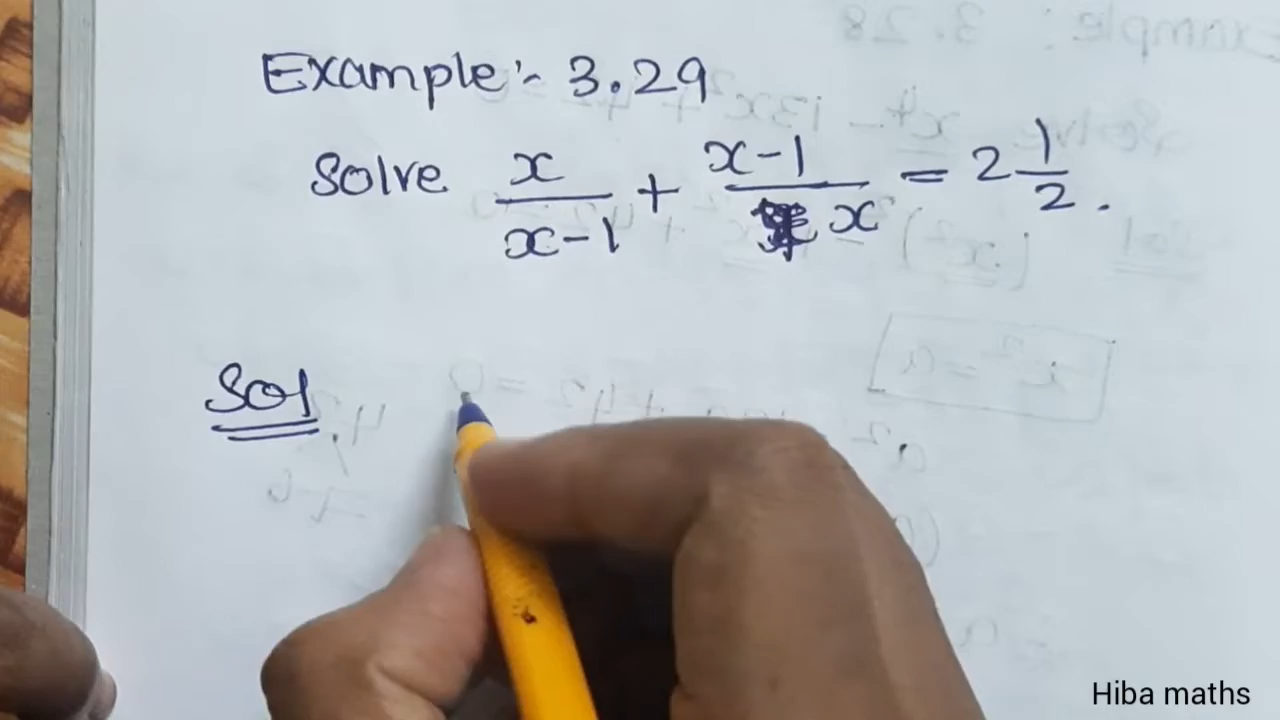 Example:- 3.29
Solve x/(x-1) + (x-1)/x = 2 1/2.
Sol
Hiba maths